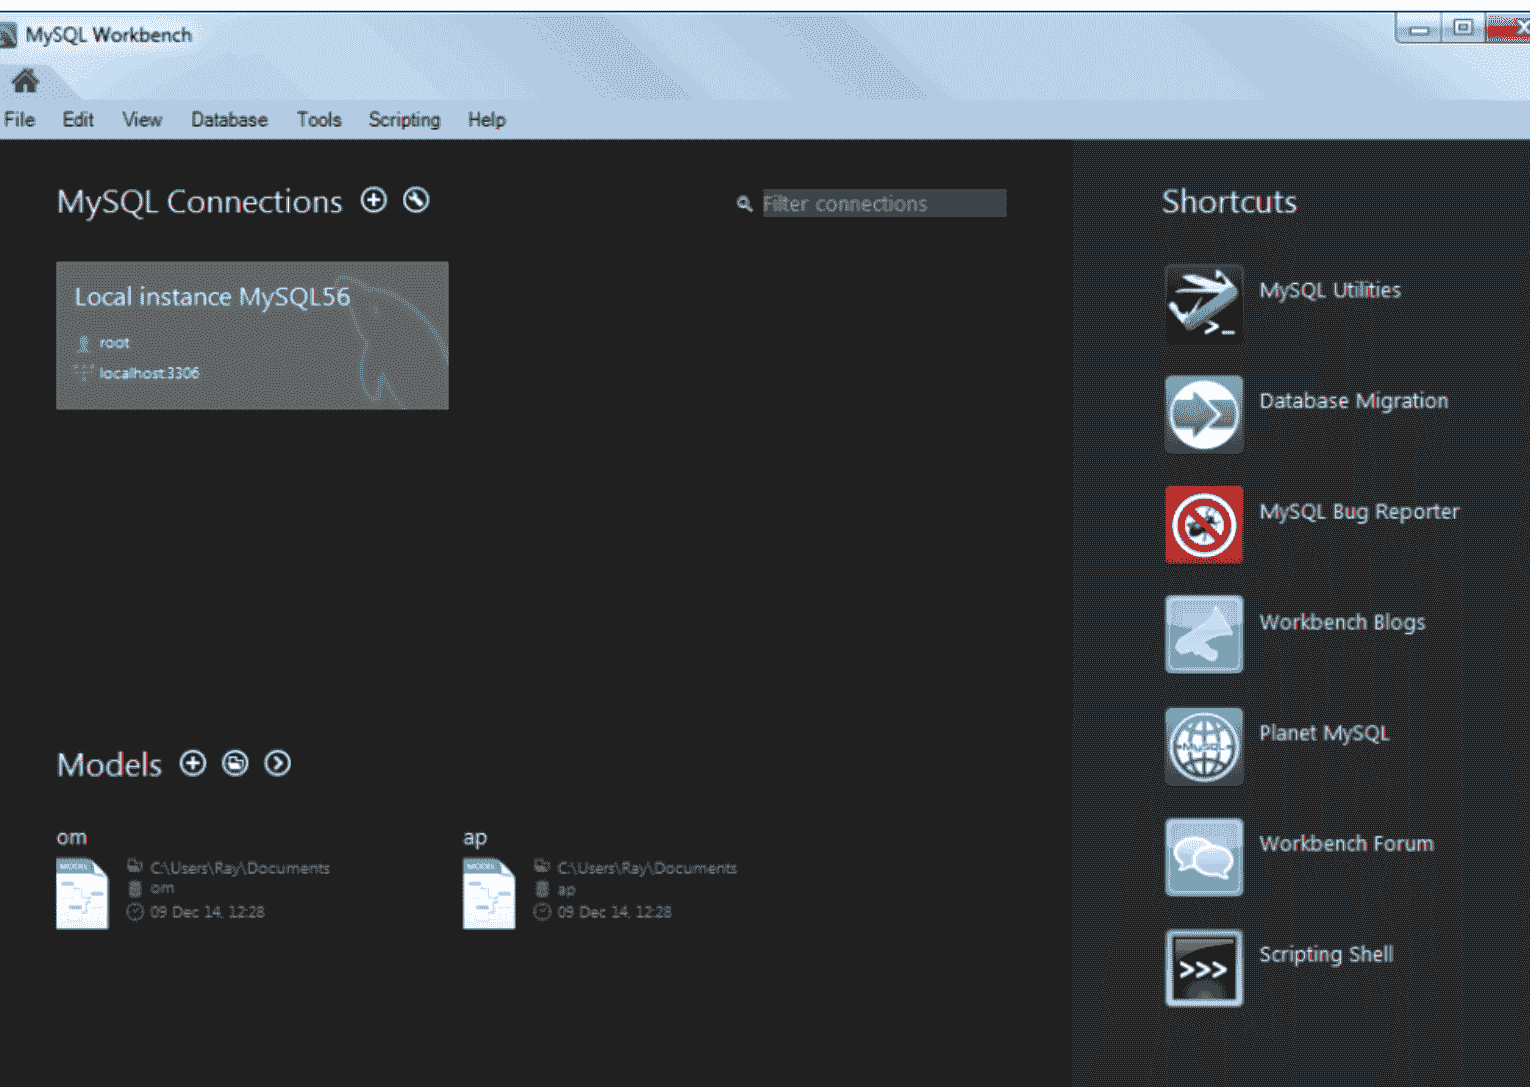 MySQL Workbench
File Edit View Database Tools Scripting Help
MySQL Connections
Filter connections
Local instance MySQL56
root
localhost:3306
Models
om
C:\Users\Ray\Documents
om
09 Dec 14, 12:28
ap
C:\Users\Ray\Documents
ap
09 Dec 14, 12:28
Shortcuts
MySQL Utilities
>_
Database Migration
MySQL Bug Reporter
Workbench Blogs
MySQL
Planet MySQL
Workbench Forum
>>>
Scripting Shell